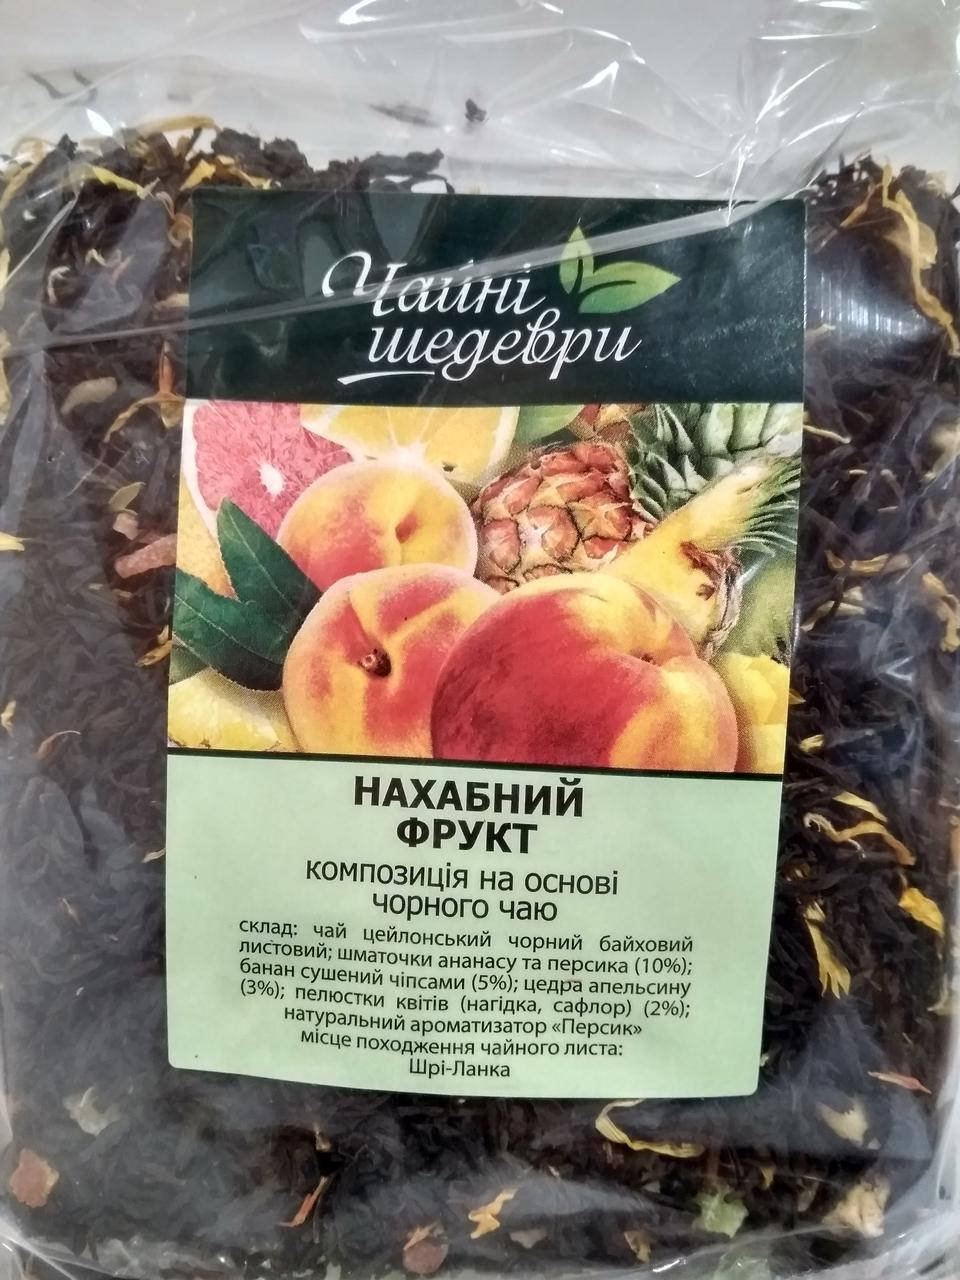 Чайні
шедеври
НАХАБНИЙ
ФРУКТ
композиція на основі
чорного чаю
склад: чай цейлонський чорний байховий
листовий; шматочки ананасу та персика (10%);
банан сушений чіпсами (5%); цедра апельсину
(3%); пелюстки квітів (нагідка, сафлор) (2%);
натуральний ароматизатор «Персик»
місце походження чайного листа:
Шрі-Ланка